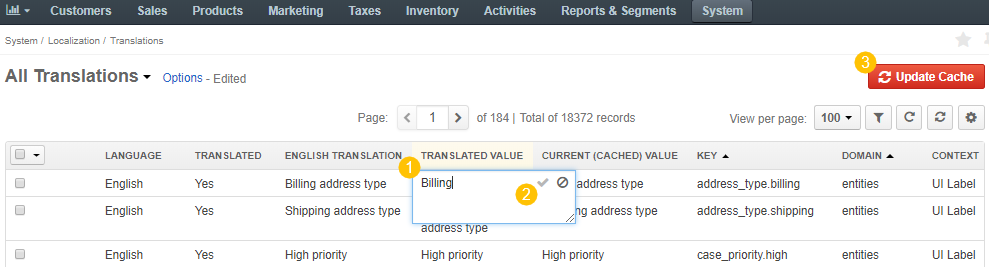 Customers Sales Products Marketing Taxes Inventory Activities Reports & Segments System
System / Localization / Translations
All Translations Options - Edited
3 Update Cache
Page: 1 of 184 | Total of 18372 records View per page: 100
LANGUAGE TRANSLATED ENGLISH TRANSLATION TRANSLATED VALUE CURRENT (CACHED) VALUE KEY DOMAIN CONTEXT
1
English Yes Billing address type Billing address type address_type.billing entities UI Label
2
English Yes Shipping address type ng address type address_type.shipping entities UI Label
address type
English Yes High priority High priority High priority case_priority.high entities UI Label